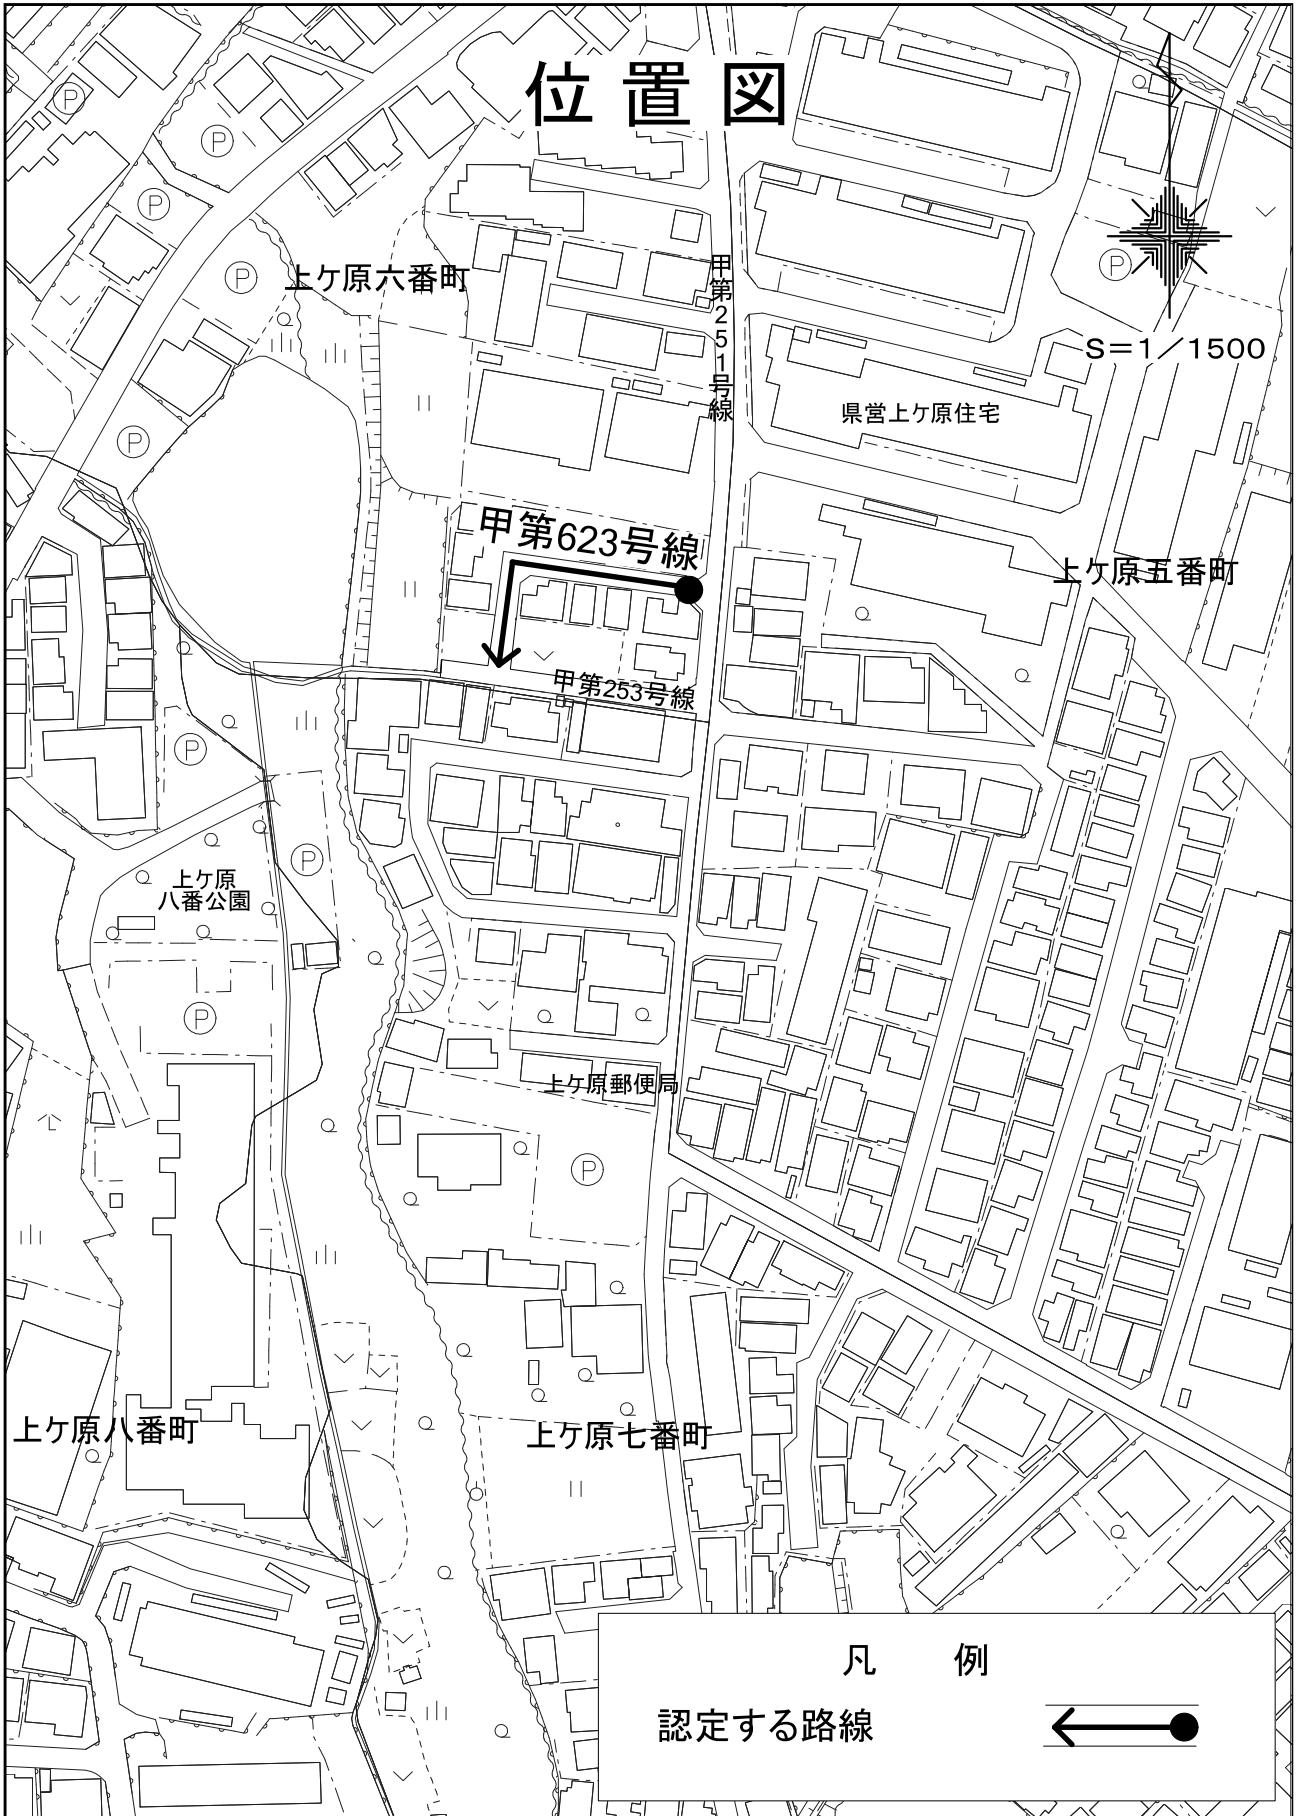 位置図
P
P
P
P
P
P
上ケ原六番町
甲第251号線
S=1/1500
県営上ケ原住宅
甲第623号線
上ケ原五番町
甲第253号線
P
P
上ケ原
八番公園
P
上ケ原郵便局
P
上ケ原八番町
上ケ原七番町
凡 例
認定する路線